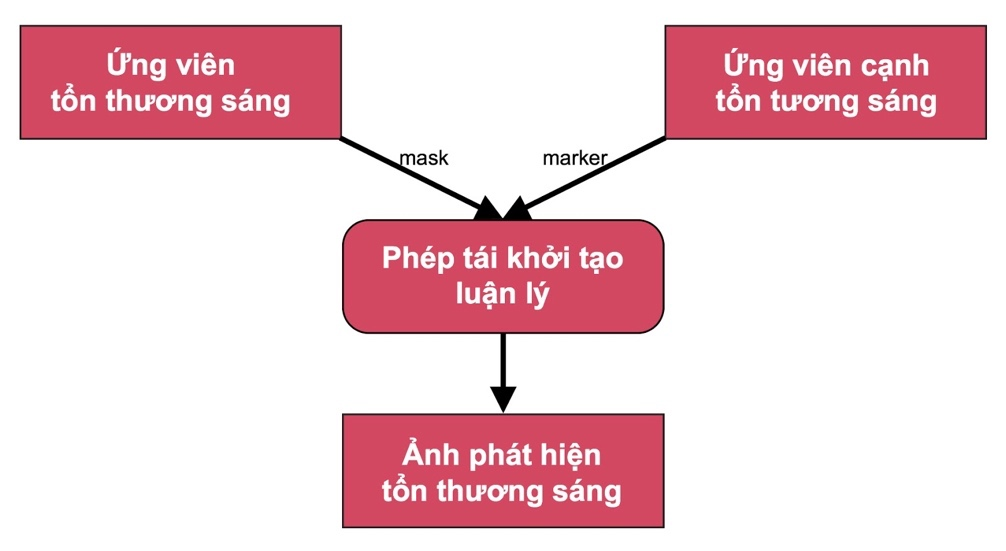 Ứng viên
tổn thương sáng
Ứng viên cạnh
tổn tương sáng
mask
marker
Phép tái khởi tạo
luận lý
Ảnh phát hiện
tổn thương sáng